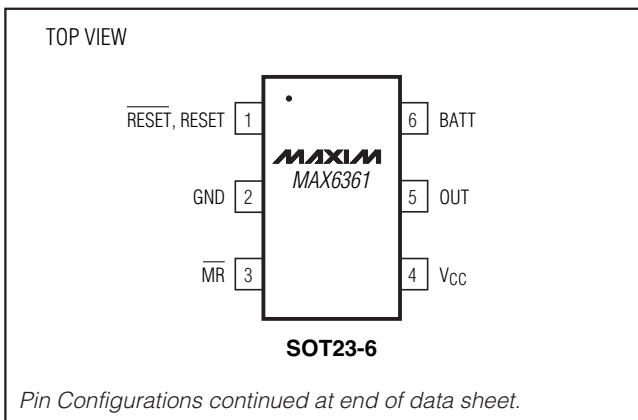 TOP VIEW
RESET, RESET 1
6 BATT
MAXIM
MAX6361
GND 2
5 OUT
MR 3
4 VCC
SOT23-6
Pin Configurations continued at end of data sheet.